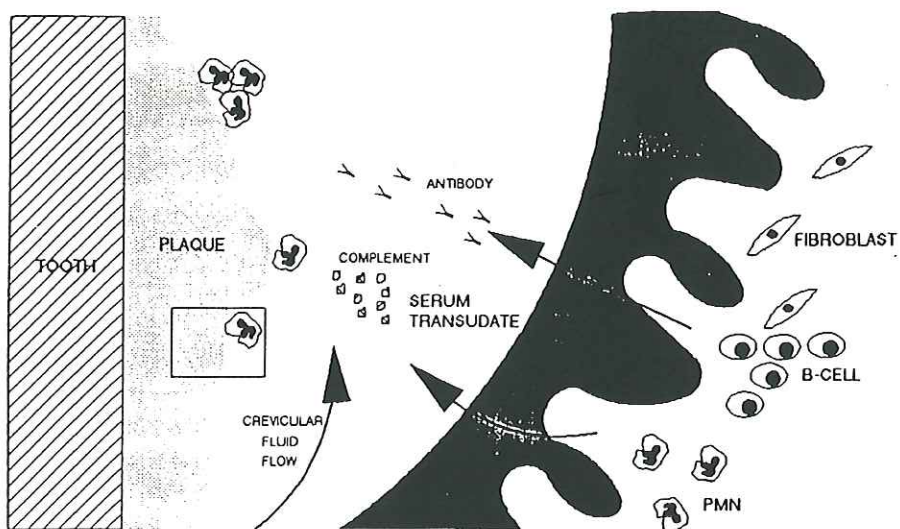 ANTIBODY
PLAQUE
FIBROBLAST
TOOTH
COMPLEMENT
SERUM
TRANSUDATE
B-CELL
CREVICULAR
FLUID
FLOW
PMN